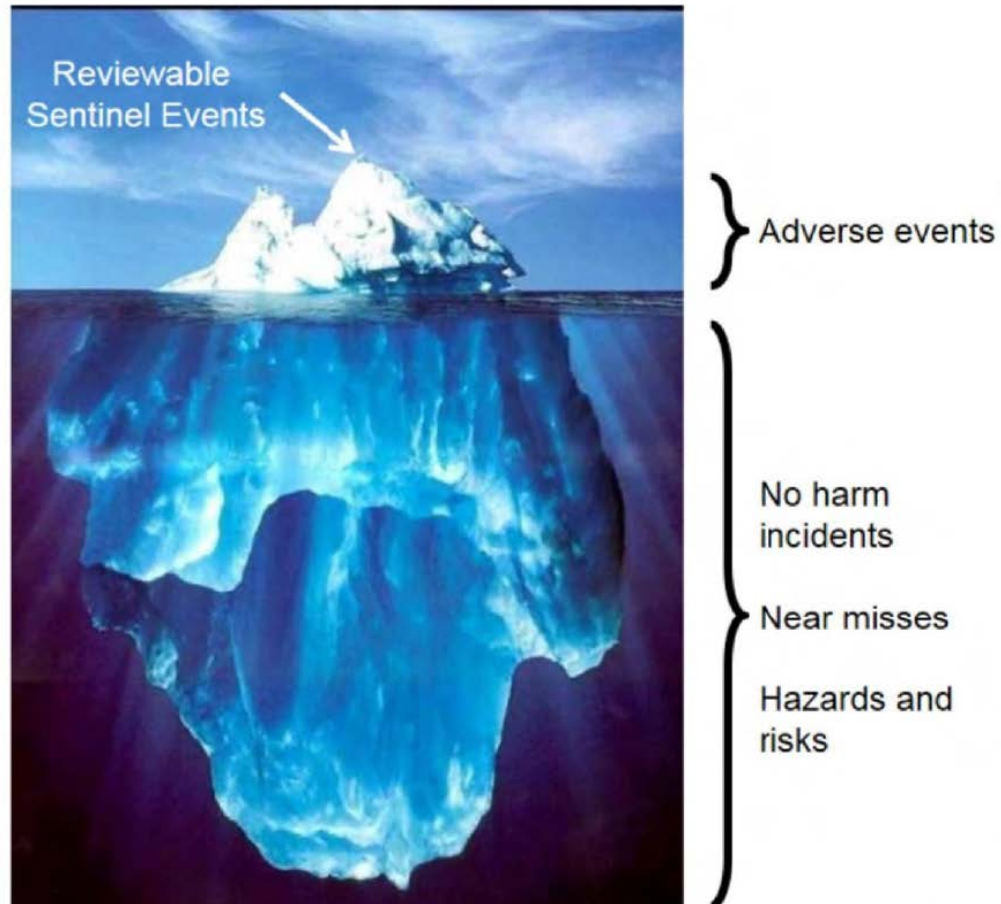 Reviewable
Sentinel Events
Adverse events
No harm
incidents
Near misses
Hazards and
risks